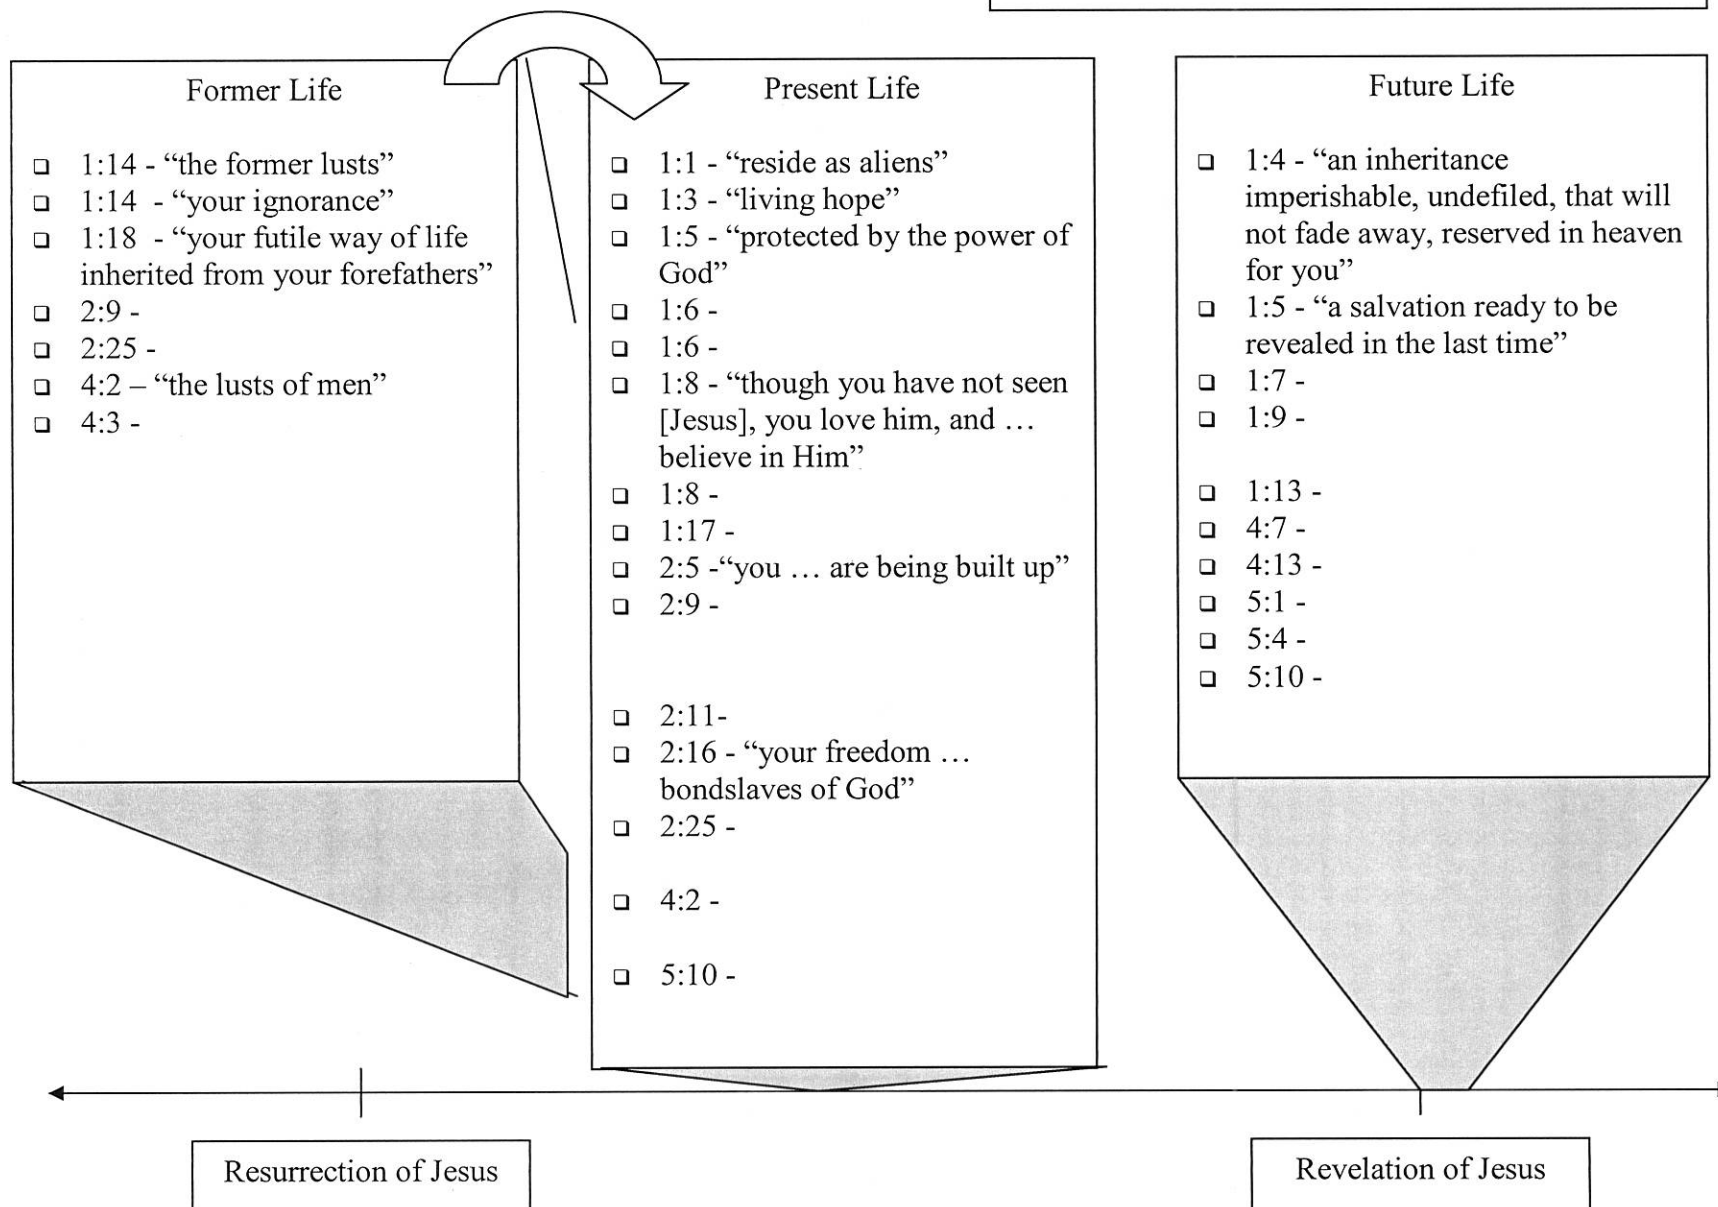 Former Life
❑ 1:14 - “the former lusts”
❑ 1:14 - “your ignorance”
❑ 1:18 - “your futile way of life
inherited from your forefathers”
❑ 2:9 -
❑ 2:25 -
❑ 4:2 – “the lusts of men”
❑ 4:3 -
Present Life
❑ 1:1 - “reside as aliens”
❑ 1:3 - “living hope”
❑ 1:5 - “protected by the power of
God”
❑ 1:6 -
❑ 1:6 -
❑ 1:8 - “though you have not seen
[Jesus], you love him, and …
believe in Him”
❑ 1:8 -
❑ 1:17 -
❑ 2:5 -“you … are being built up”
❑ 2:9 -
❑ 2:11-
❑ 2:16 - “your freedom …
bondslaves of God”
❑ 2:25 -
❑ 4:2 -
❑ 5:10 -
Future Life
❑ 1:4 - “an inheritance
imperishable, undefiled, that will
not fade away, reserved in heaven
for you”
❑ 1:5 - “a salvation ready to be
revealed in the last time”
❑ 1:7 -
❑ 1:9 -
❑ 1:13 -
❑ 4:7 -
❑ 4:13 -
❑ 5:1 -
❑ 5:4 -
❑ 5:10 -
Resurrection of Jesus
Revelation of Jesus